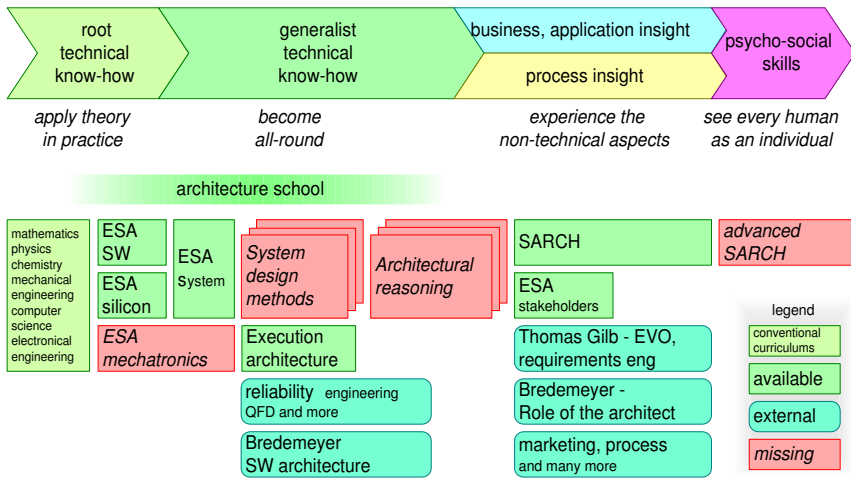 root
technical
know-how
generalist
technical
know-how
business, application insight
process insight
psycho-social
skills
apply theory
in practice
become
all-round
experience the
non-technical aspects
see every human
as an individual
architecture school
mathematics
physics
chemistry
mechanical
engineering
computer
science
electronical
engineering
ESA
SW
ESA
silicon
ESA
mechatronics
ESA
System
System
design
methods
Execution
architecture
reliability engineering
QFD and more
Bredemeyer
SW architecture
Architectural
reasoning
SARCH
ESA
stakeholders
Thomas Gilb - EVO,
requirements eng
Bredemeyer -
Role of the architect
marketing, process
and many more
advanced
SARCH
legend
conventional
curriculums
available
external
missing